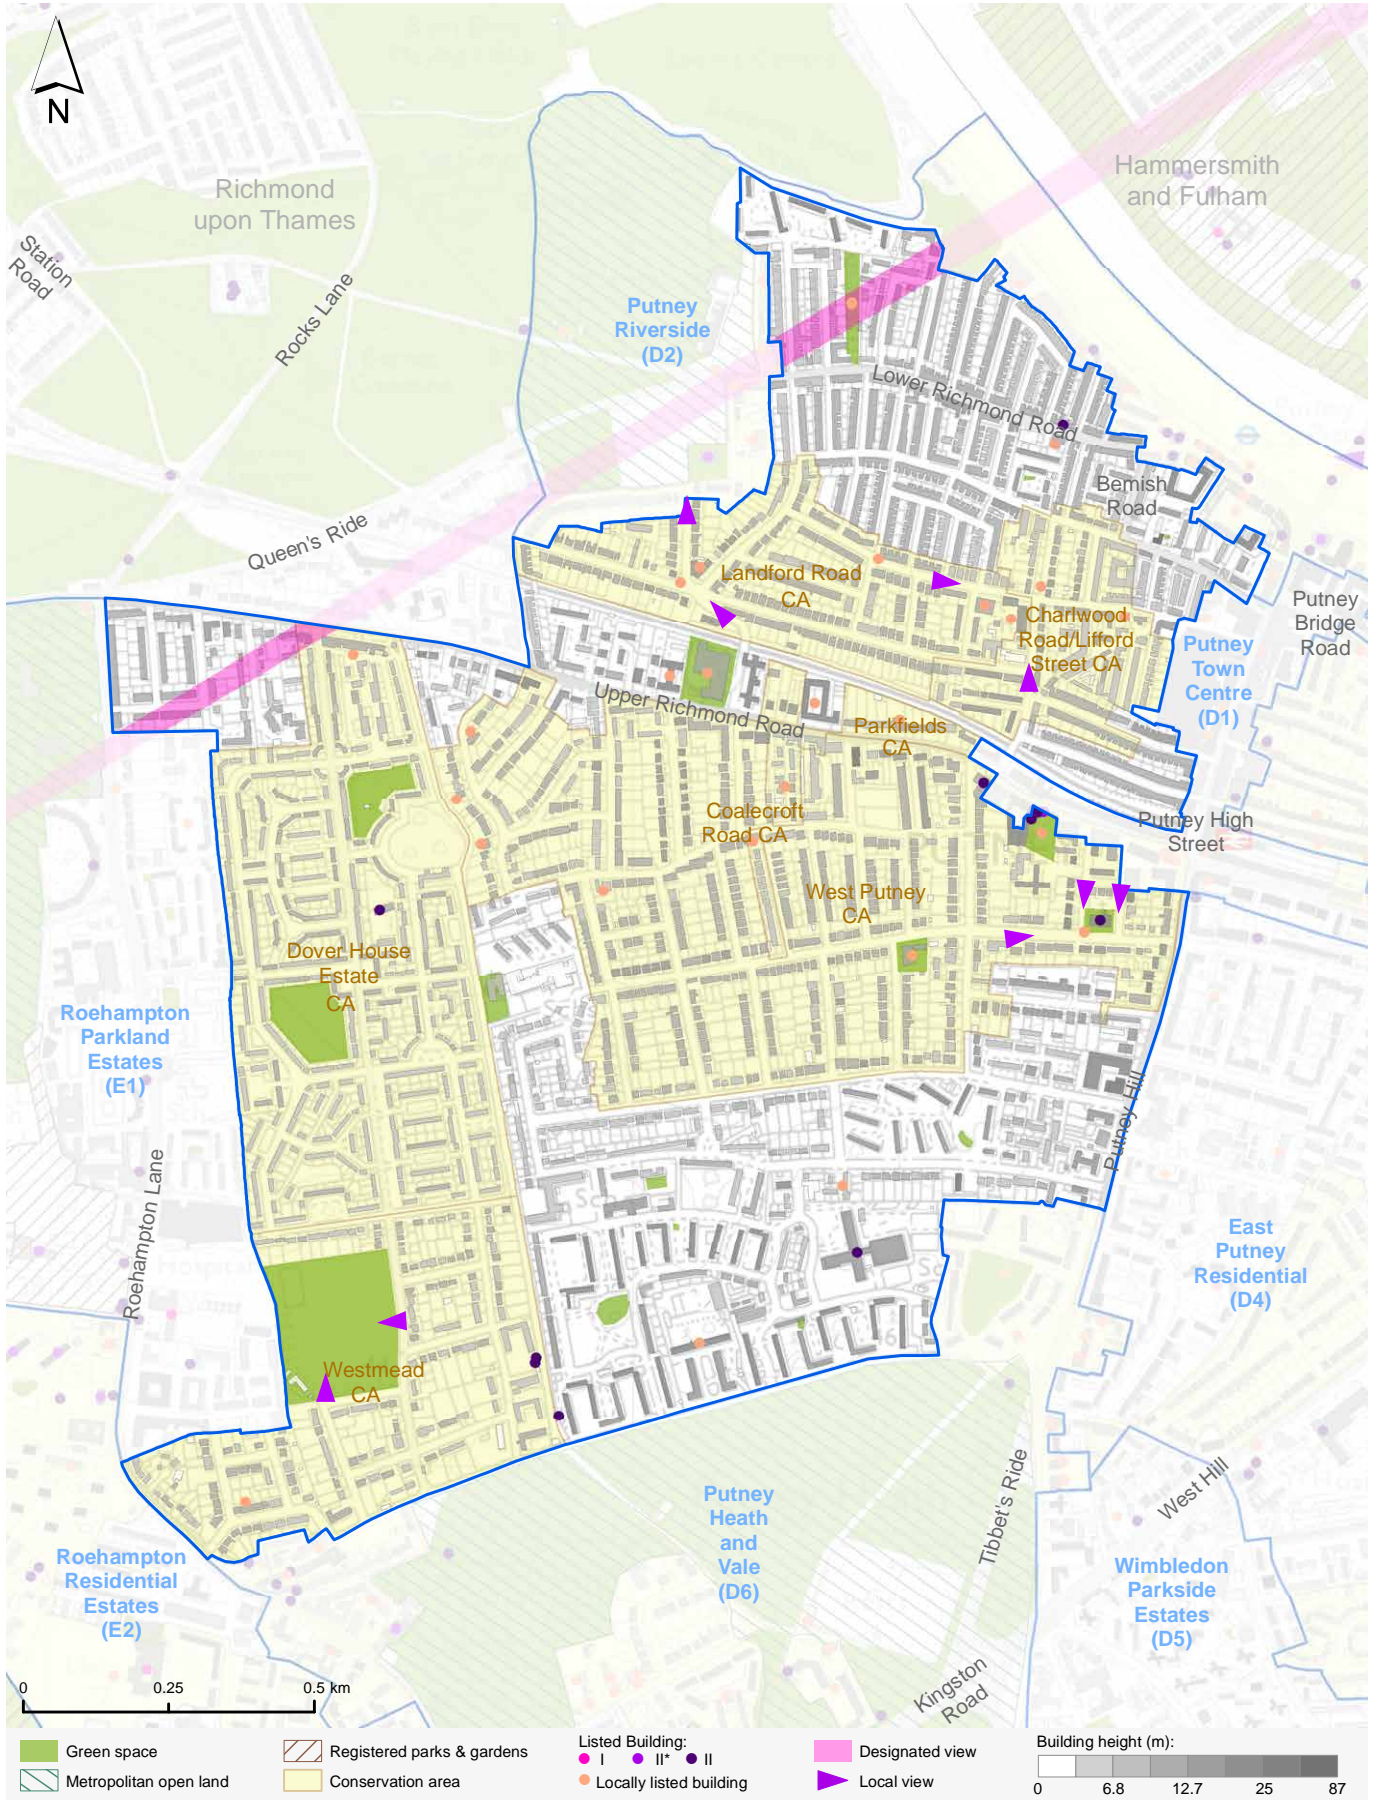 N
Richmond
upon Thames
Hammersmith
and Fulham
Station
Road
Rocks Lane
Putney
Riverside
(D2)
Lower Richmond Road
Bemish
Road
Queen's Ride
Landford Road
CA
Charlwood
Road/Lifford
Street CA
Putney
Bridge
Road
Putney
Town
Centre
(D1)
Upper Richmond Road
Parkfields
CA
Coalecroft
Road CA
Putney High
Street
West Putney
CA
Dover House
Estate
CA
Roehampton
Parkland
Estates
(E1)
Putney Hill
Roehampton Lane
East
Putney
Residential
(D4)
Westmead
CA
Putney
Heath
and
Vale
(D6)
Tibbet's Ride
West Hill
Roehampton
Residential
Estates
(E2)
Wimbledon
Parkside
Estates
(D5)
Kingston
Road
0 0.25 0.5 km
Green space
Metropolitan open land
Registered parks & gardens
Conservation area
Listed Building:
I II* II
Locally listed building
Designated view
Local view
Building height (m):
0 6.8 12.7 25 87